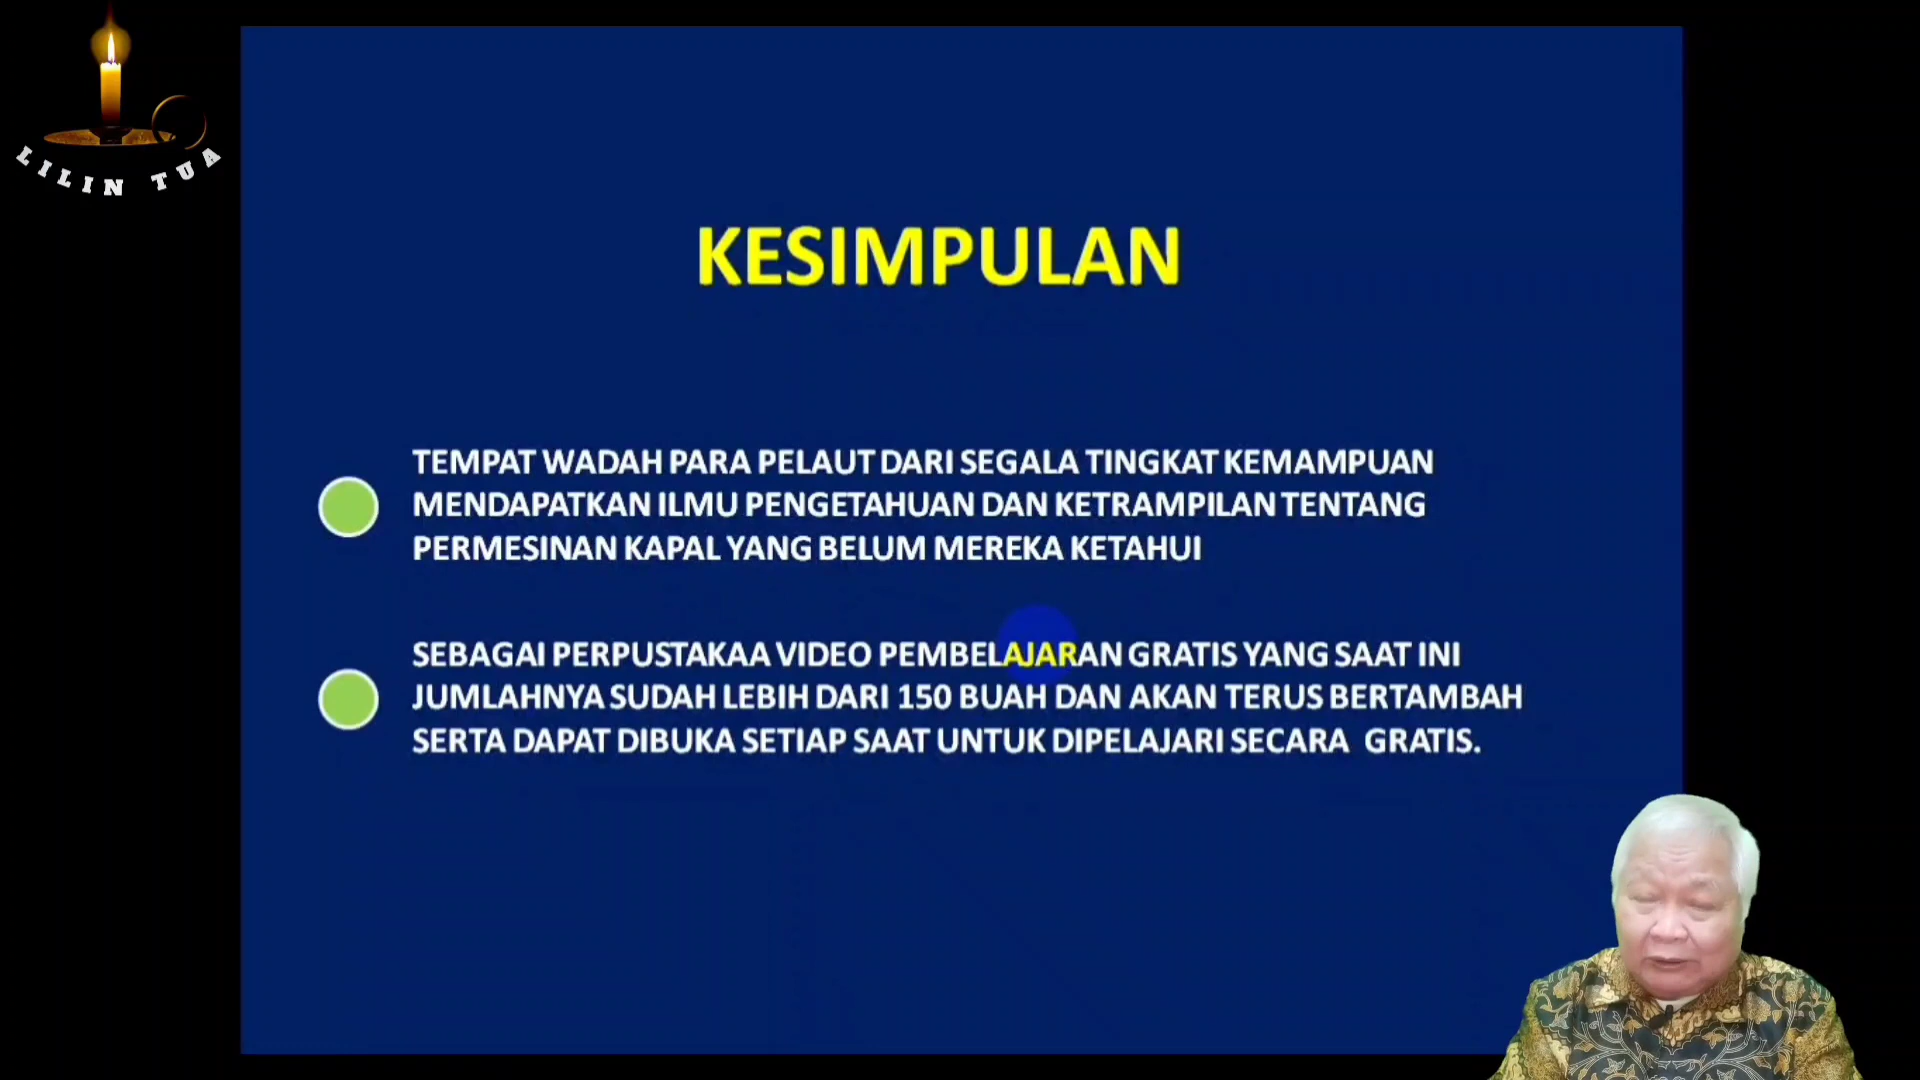 LILIN TUA
KESIMPULAN
TEMPAT WADAH PARA PELAUT DARI SEGALA TINGKAT KEMAMPUAN
MENDAPATKAN ILMU PENGETAHUAN DAN KETRAMPILAN TENTANG
PERMESINAN KAPAL YANG BELUM MEREKA KETAHUI
SEBAGAI PERPUSTAKAA VIDEO PEMBELAJARAN GRATIS YANG SAAT INI
JUMLAHNYA SUDAH LEBIH DARI 150 BUAH DAN AKAN TERUS BERTAMBAH
SERTA DAPAT DIBUKA SETIAP SAAT UNTUK DIPELAJARI SECARA GRATIS.